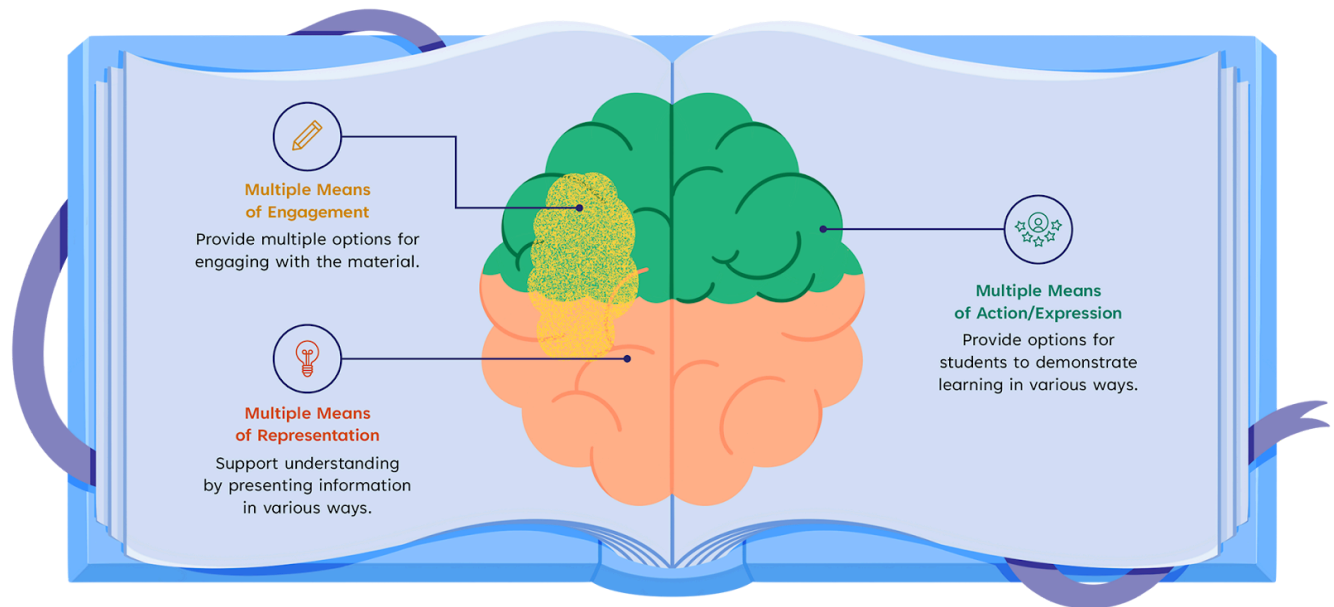 Multiple Means
of Engagement
Provide multiple options for
engaging with the material.
Multiple Means
of Representation
Support understanding
by presenting information
in various ways.
Multiple Means
of Action/Expression
Provide options for
students to demonstrate
learning in various ways.